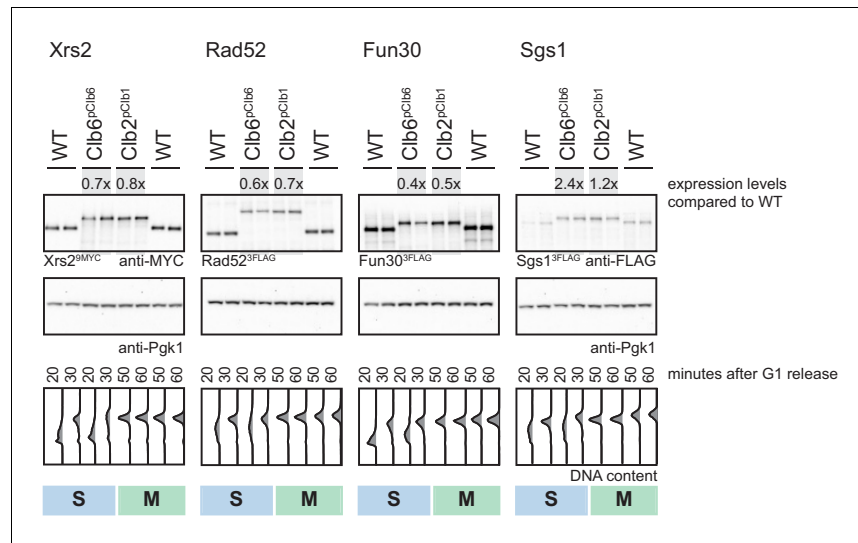 Xrs2 Rad52 Fun30 Sgs1
WT Clb6pClb6 Clb2pClb1 WT WT Clb6pClb6 Clb2pClb1 WT WT Clb6pClb6 Clb2pClb1 WT WT Clb6pClb6 Clb2pClb1 WT
0.7x 0.8x 0.6x 0.7x 0.4x 0.5x 2.4x 1.2x expression levels
compared to WT
Xrs29MYC anti-MYC Rad523FLAG Fun303FLAG Sgs13FLAG anti-FLAG
anti-Pgk1 anti-Pgk1
20 30 20 30 50 60 50 60 20 30 20 30 50 60 50 60 20 30 20 30 50 60 50 60 20 30 20 30 50 60 50 60 minutes after G1 release
DNA content
S M S M S M S M